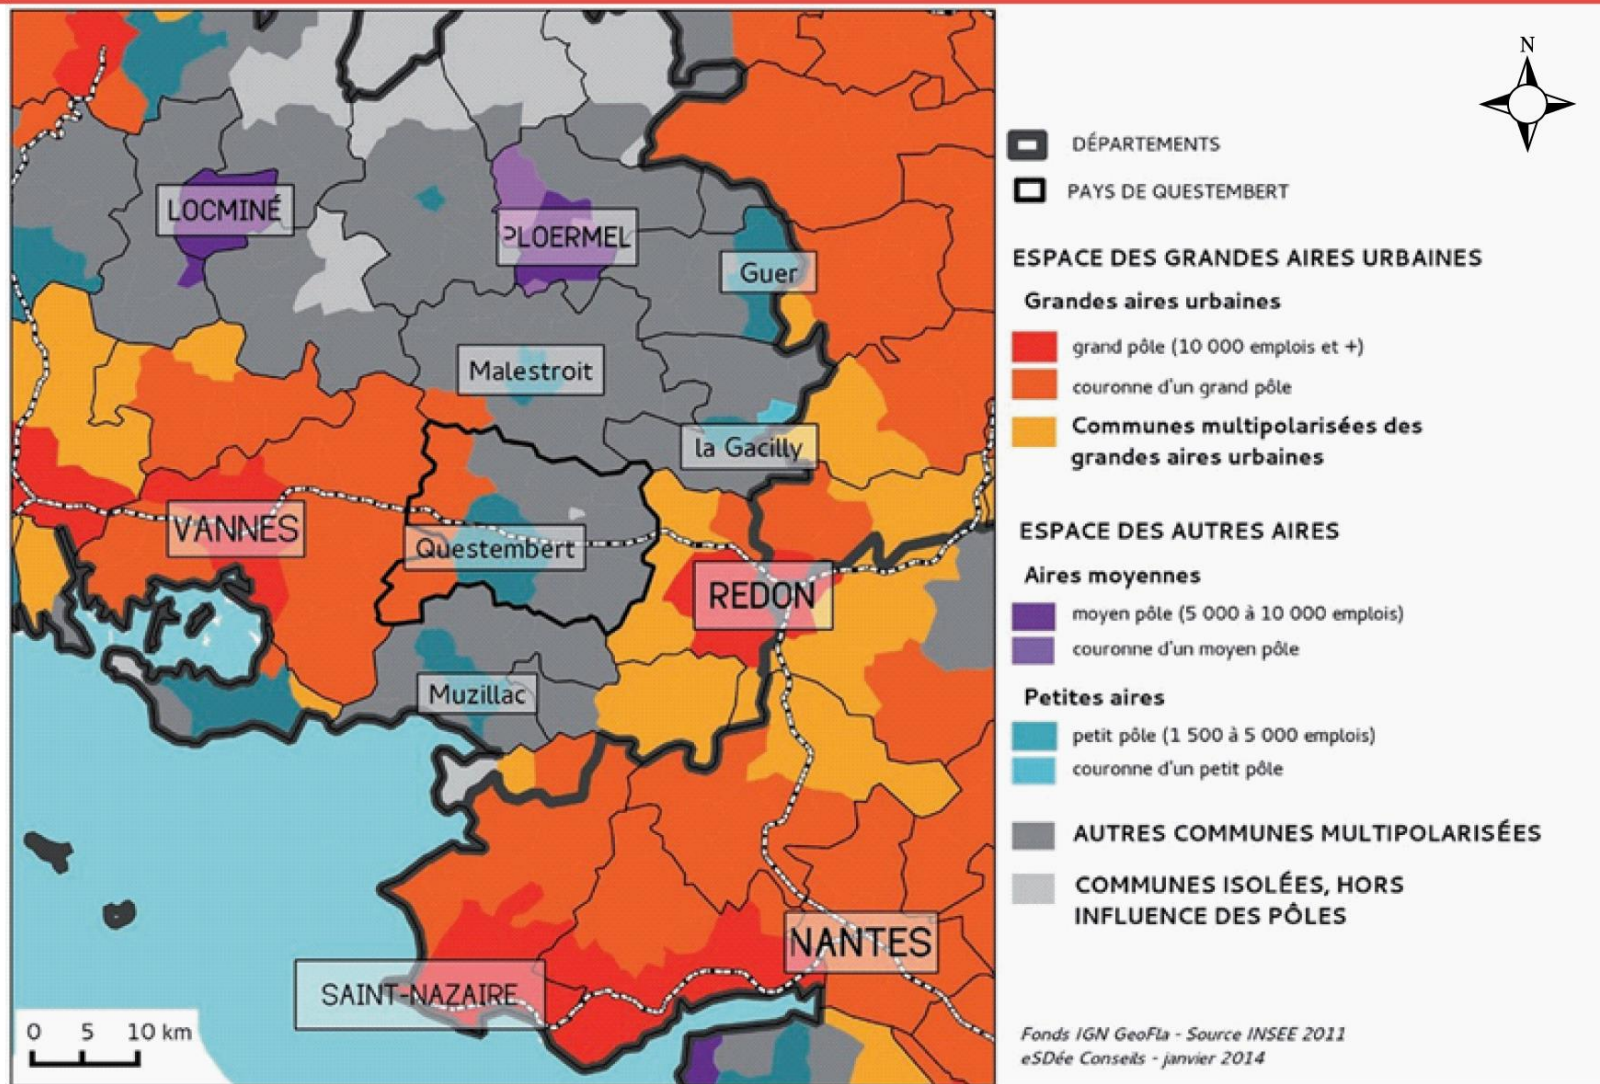 LOCMINÉ
PLOERMEL
Guer
Malestroit
la Gacilly
VANNES
Questembert
REDON
Muzillac
NANTES
SAINT-NAZAIRE
0 5 10 km
N
DÉPARTEMENTS
PAYS DE QUESTEMBERT
ESPACE DES GRANDES AIRES URBAINES
Grandes aires urbaines
grand pôle (10 000 emplois et +)
couronne d'un grand pôle
Communes multipolarisées des
grandes aires urbaines
ESPACE DES AUTRES AIRES
Aires moyennes
moyen pôle (5 000 à 10 000 emplois)
couronne d'un moyen pôle
Petites aires
petit pôle (1 500 à 5 000 emplois)
couronne d'un petit pôle
AUTRES COMMUNES MULTIPOLARISÉES
COMMUNES ISOLÉES, HORS
INFLUENCE DES PÔLES
Fonds IGN GeoFla - Source INSEE 2011
eSDée Conseils - janvier 2014